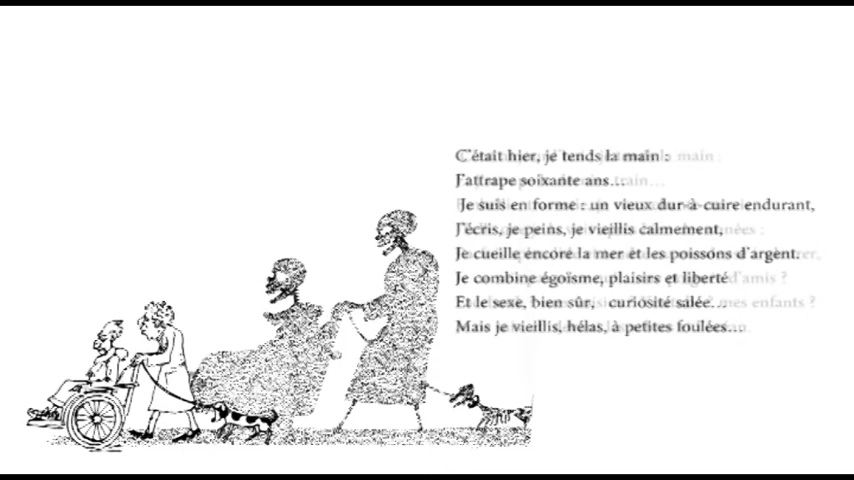 C'était hier, je tends la main :
J'attrape soixante ans...
Je suis en forme : un vieux dur-à-cuire endurant,
J'écris, je peins, je vieillis calmement,
Je cueille encore la mer et les poissons d'argent.
Je combine égoïsme, plaisirs et liberté
Et le sexe, bien sûr, curiosité salée...
Mais je vieillis, hélas, à petites foulées...